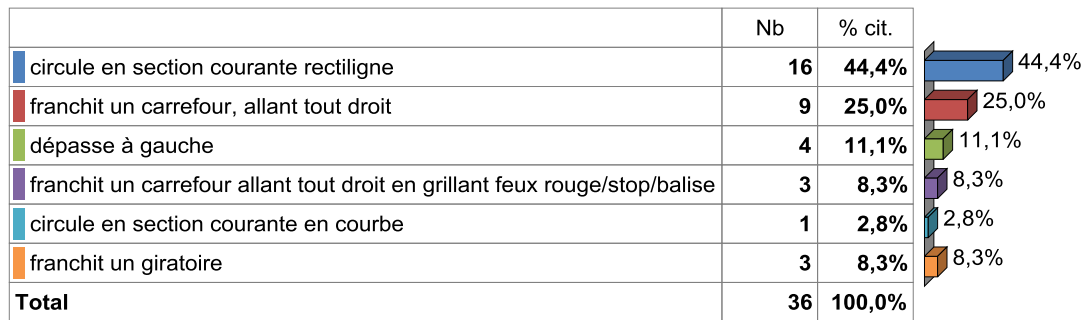 Nb % cit.
circule en section courante rectiligne 16 44,4% 44,4%
franchit un carrefour, allant tout droit 9 25,0% 25,0%
dépasse à gauche 4 11,1% 11,1%
franchit un carrefour allant tout droit en grillant feux rouge/stop/balise 3 8,3% 8,3%
circule en section courante en courbe 1 2,8% 2,8%
franchit un giratoire 3 8,3% 8,3%
Total 36 100,0%